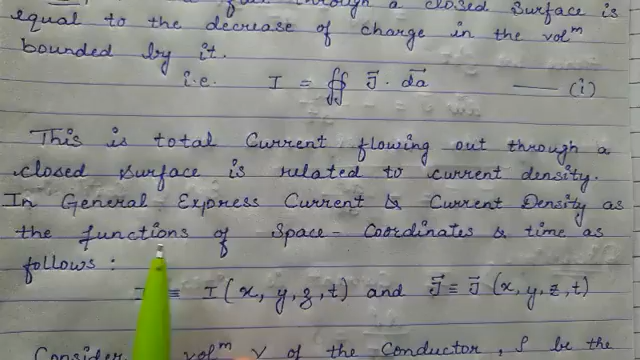 through a closed surface is
equal to the decrease of charge in the volm
bounded by it.
i.e. I = ∯ J⃗ . da⃗ —— (i)
This is total Current flowing out through a
closed surface is related to current density.
In General Express Current & Current Density as
the functions of Space - Coordinates & time as
follows :
I ≡ I (x, y, z, t) and J⃗ ≡ J⃗ (x, y, z, t)
Consider volm V of the Conductor, ρ be the